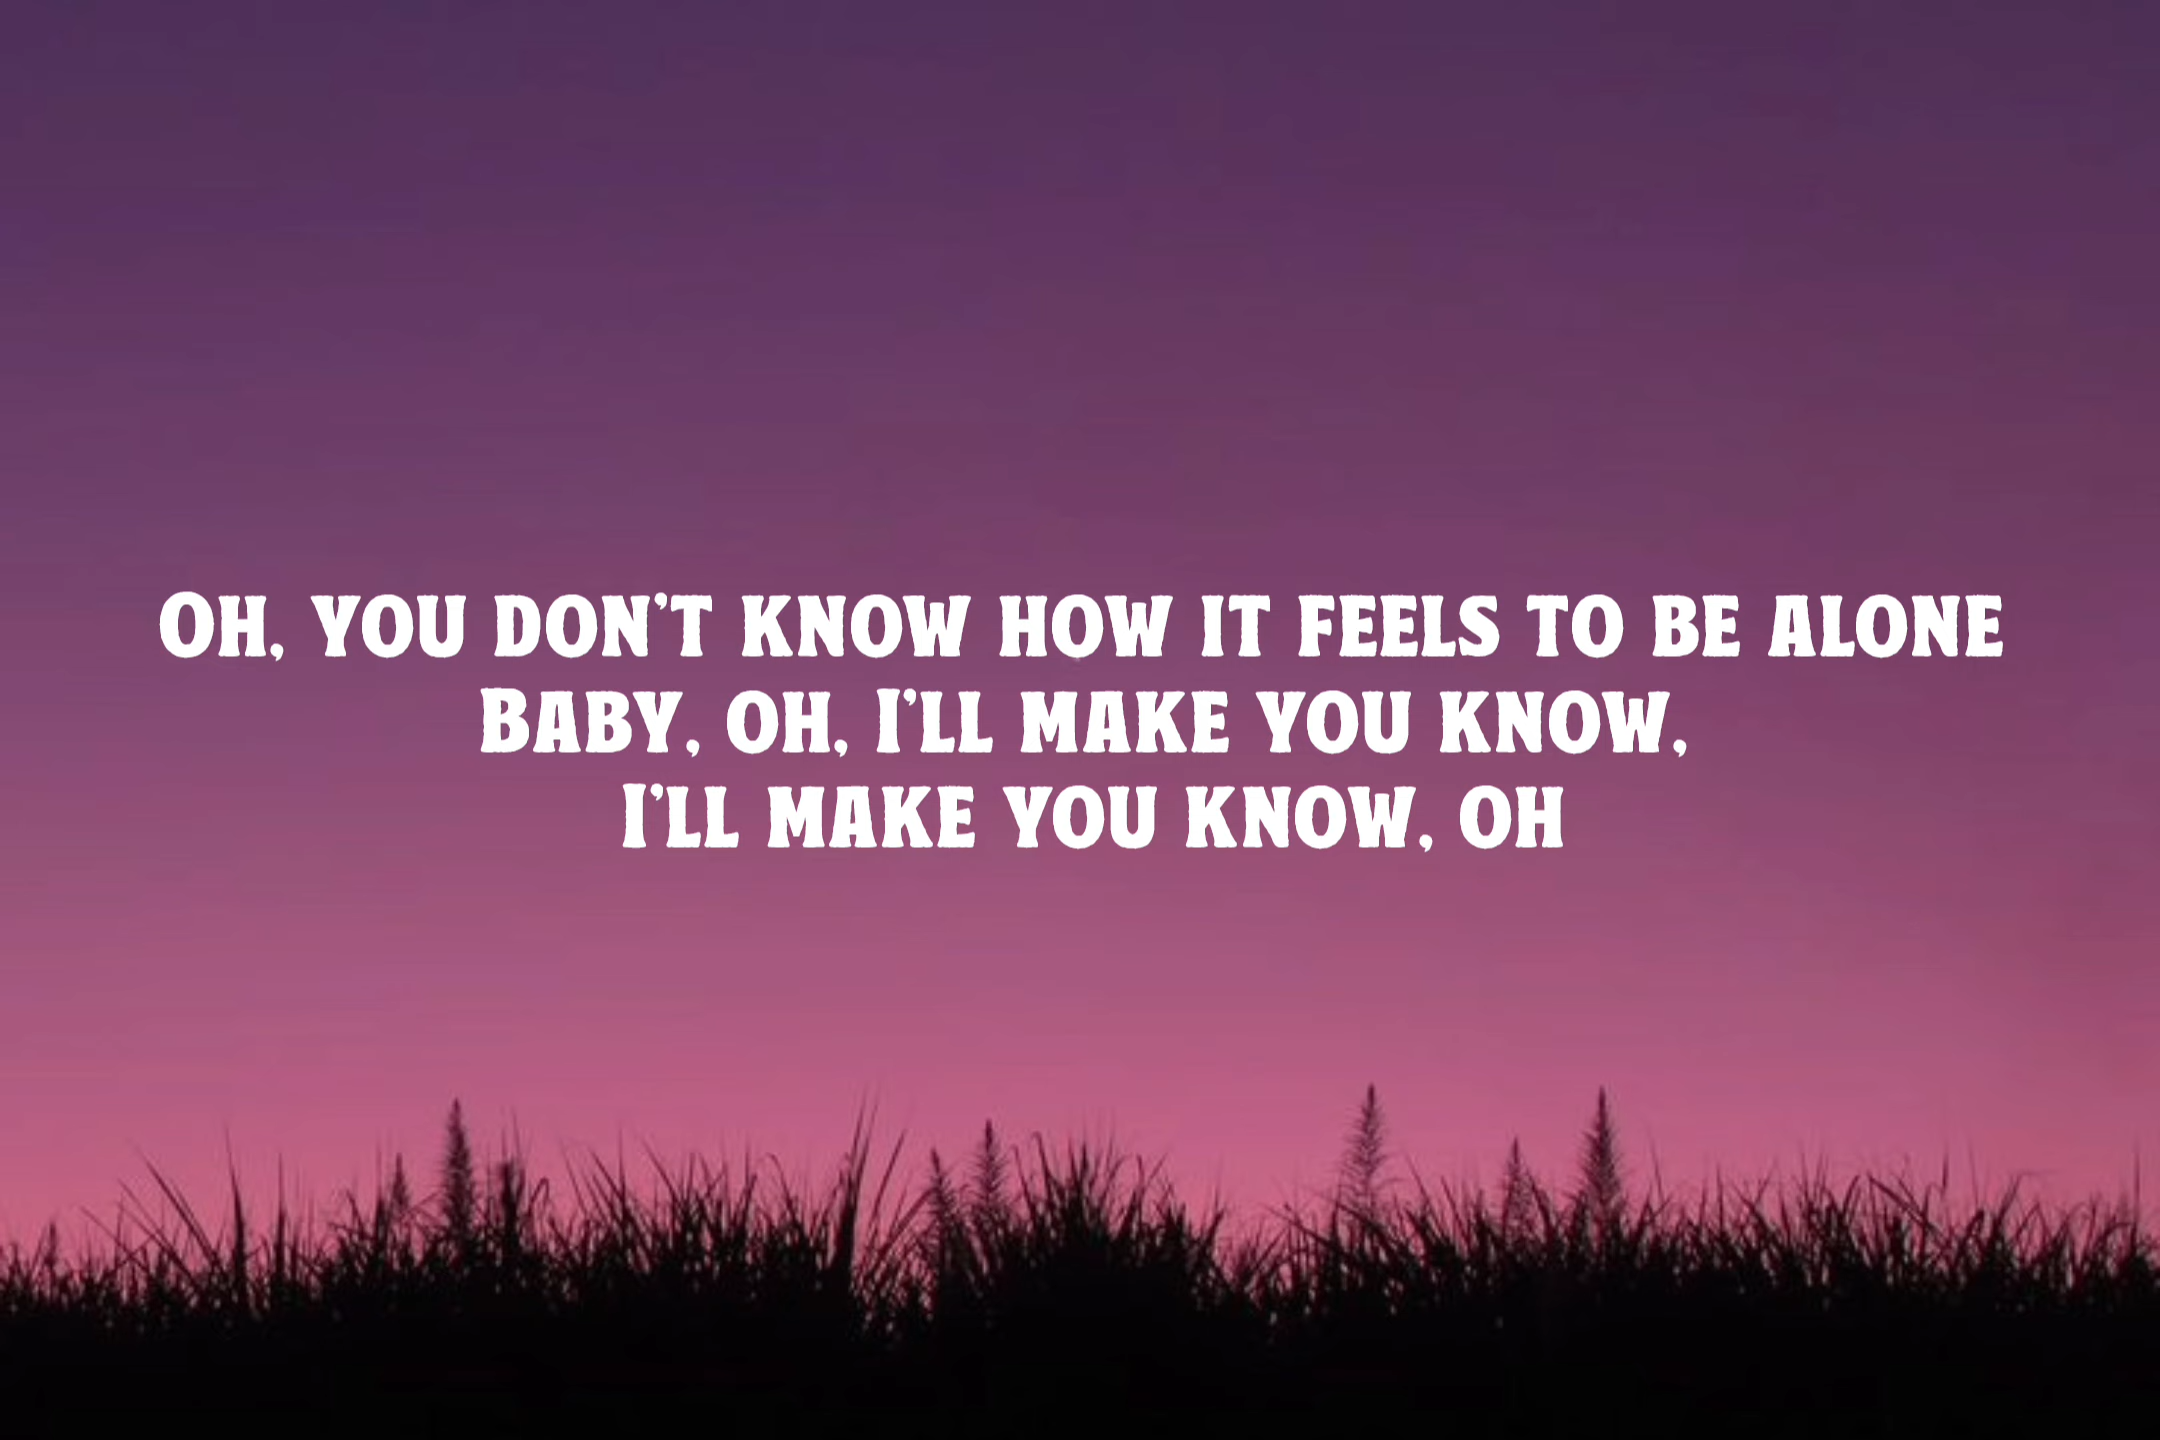 Oh, you don't know how it feels to be alone
Baby, oh, I'll make you know,
I'll make you know, oh